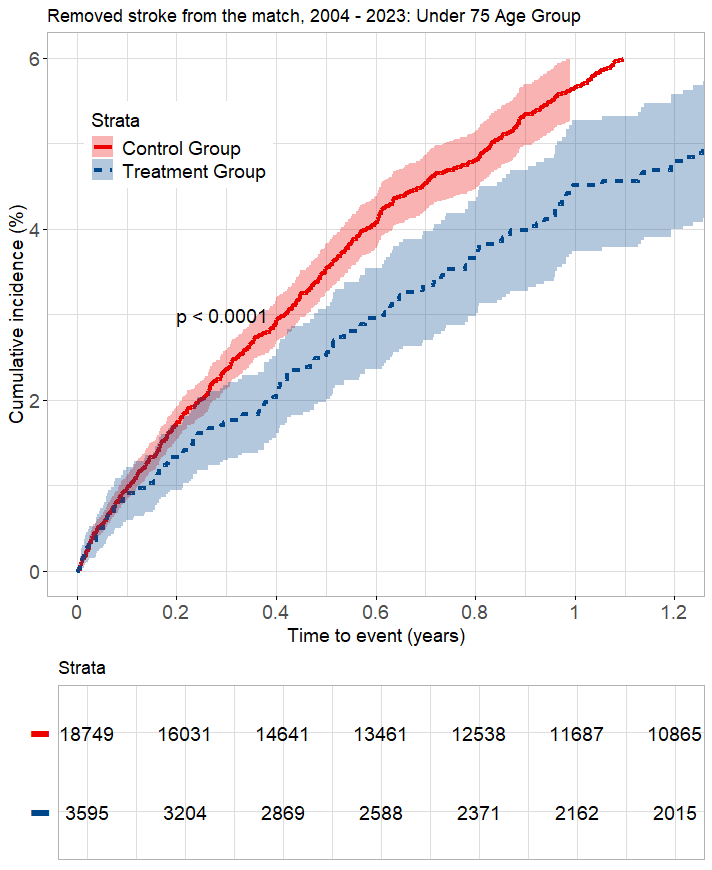 Removed stroke from the match, 2004 - 2023: Under 75 Age Group
6
4
2
0
Cumulative incidence (%)
Strata
Control Group
Treatment Group
p < 0.0001
0 0.2 0.4 0.6 0.8 1 1.2
Time to event (years)
Strata
18749 16031 14641 13461 12538 11687 10865
3595 3204 2869 2588 2371 2162 2015